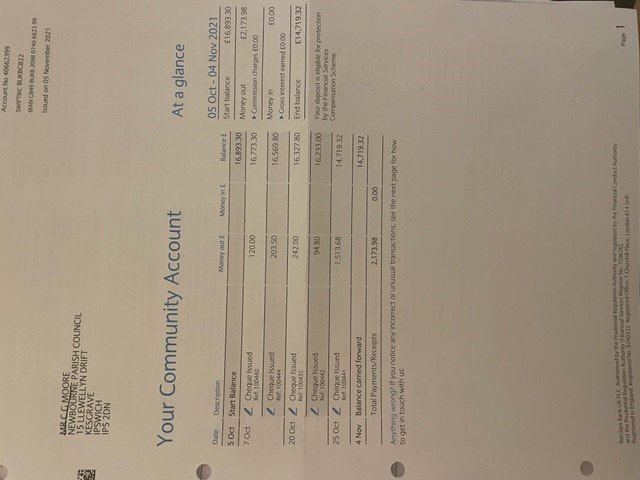 Account No 40662399
SWIFTBIC BUKBGB22
Issued on 05 November 2021
MR C G MOORE
NEWBOURNE PARISH COUNCIL
15 LLEWELLYN DRIFT
KESGRAVE
IPSWICH
IP5 2DN
Your Community Account
Date Description Money out £ Money in £ Balance £
5 Oct Start Balance 16,893.30
7 Oct Cheque Issued 120.00 16,773.30
Ref: 100440
Cheque Issued 203.50 16,569.80
Ref: 100444
20 Oct Cheque Issued 242.00 16,327.80
Ref: 100435
Cheque Issued 94.80 16,233.00
Ref: 100442
25 Oct Cheque Issued 1,513.68 14,719.32
Ref: 100441
4 Nov Balance carried forward 14,719.32
Total Payments/Receipts 2,173.98 0.00
Anything wrong? If you notice any incorrect or unusual transactions, see the next page for how
to get in touch with us.
At a glance
05 Oct - 04 Nov 2021
Start balance £16,893.30
Money out £2,173.98
▸ Commission charges £0.00
Money in £0.00
▸ Gross interest earned £0.00
End balance £14,719.32
Your deposit is eligible for protection
by the Financial Services
Compensation Scheme.
Barclays Bank UK PLC. Authorised by the Prudential Regulation Authority and regulated by the Financial Conduct Authority
and the Prudential Regulation Authority (Financial Services Register No. 759676).
Registered in England. Registered No. 9740322 Registered Office: 1 Churchill Place, London E14 5HP.
Page 1